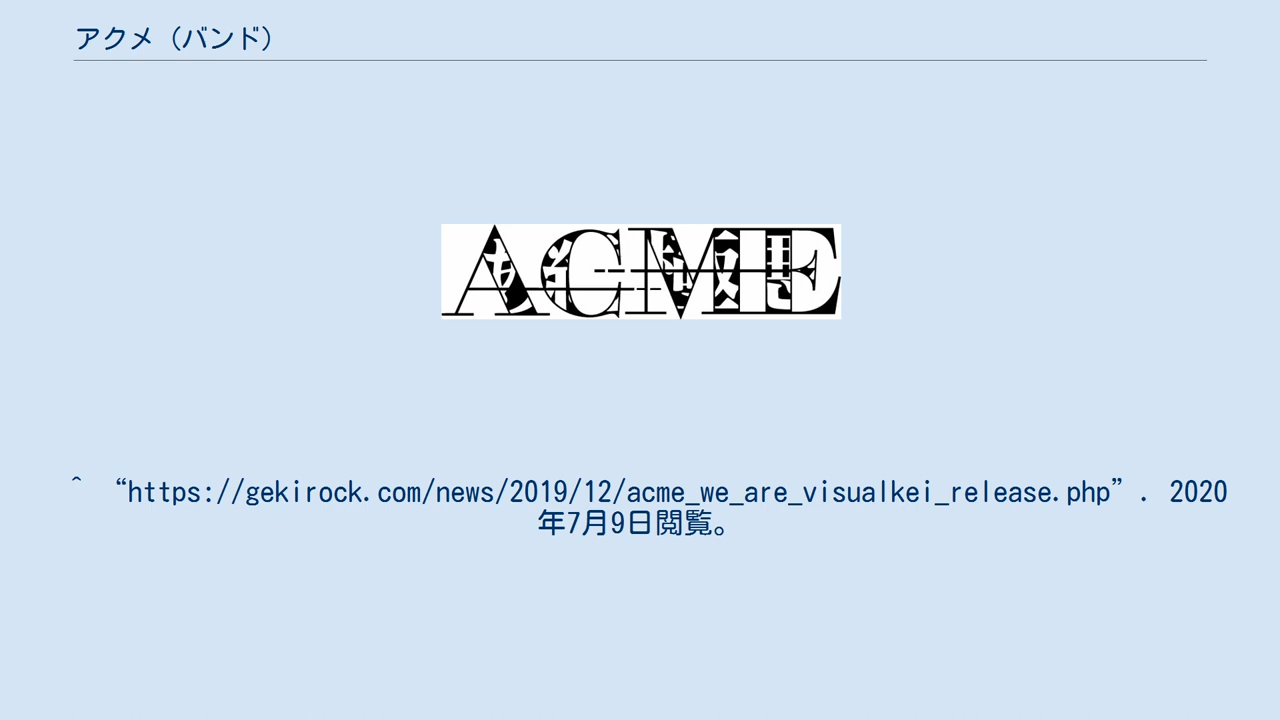 アクメ（バンド）
ACME
^ “https://gekirock.com/news/2019/12/acme_we_are_visualkei_release.php”. 2020
年7月9日閲覧。